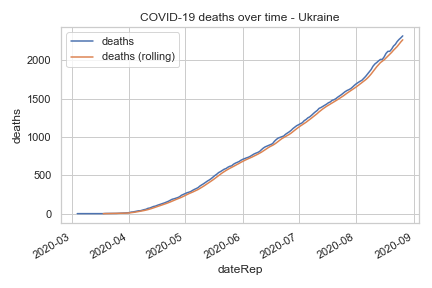 COVID-19 deaths over time - Ukraine
deaths
deaths (rolling)
2000
1500
1000
500
0
deaths
2020-03
2020-04
2020-05
2020-06
2020-07
2020-08
2020-09
dateRep